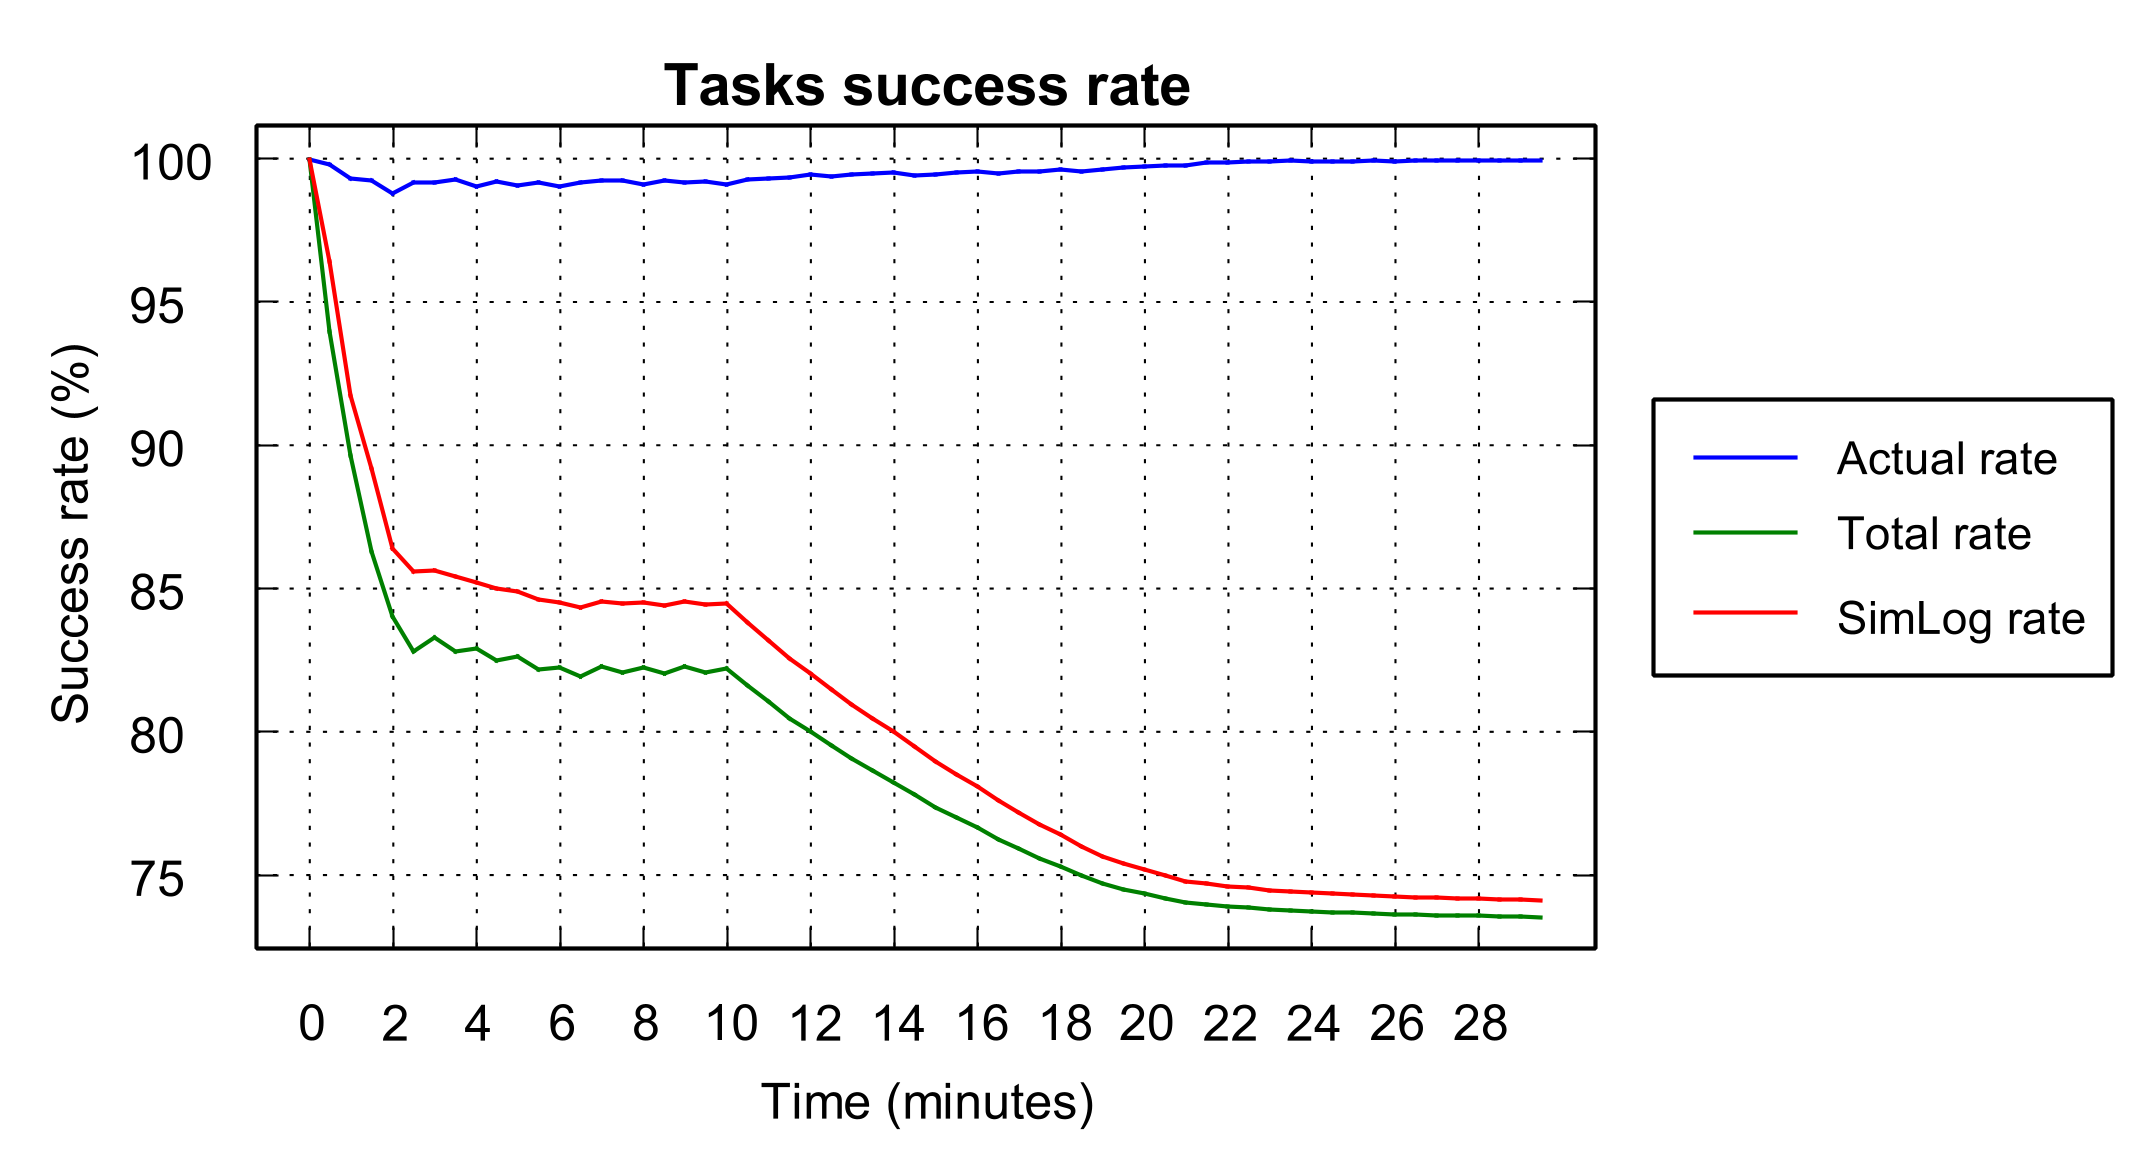 Tasks success rate
100
95
90
85
80
75
Success rate (%)
0 2 4 6 8 10 12 14 16 18 20 22 24 26 28
Time (minutes)
Actual rate
Total rate
SimLog rate